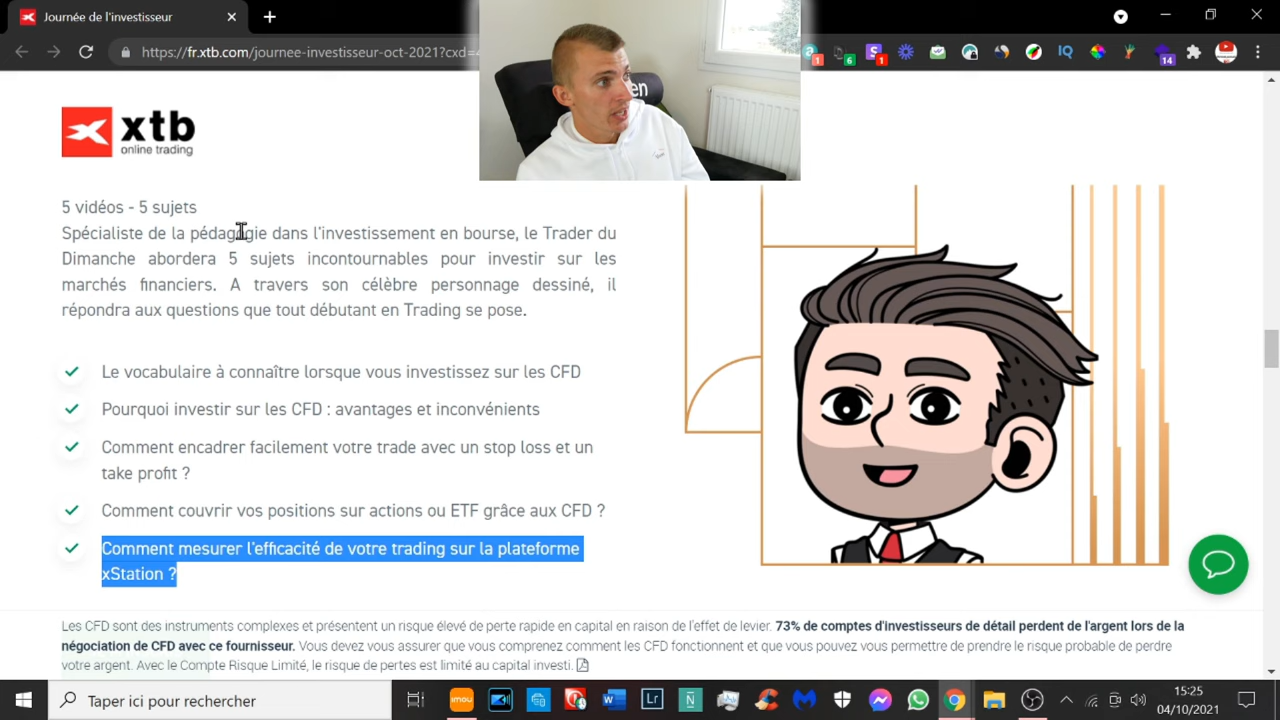 Journée de l'investisseur
https://fr.xtb.com/journee-investisseur-oct-2021?cxd=
1
6
1
14
en
xtb
online trading
5 vidéos - 5 sujets
Spécialiste de la pédagogie dans l'investissement en bourse, le Trader du
Dimanche abordera 5 sujets incontournables pour investir sur les
marchés financiers. A travers son célèbre personnage dessiné, il
répondra aux questions que tout débutant en Trading se pose.
Le vocabulaire à connaître lorsque vous investissez sur les CFD
Pourquoi investir sur les CFD : avantages et inconvénients
Comment encadrer facilement votre trade avec un stop loss et un
take profit ?
Comment couvrir vos positions sur actions ou ETF grâce aux CFD ?
Comment mesurer l'efficacité de votre trading sur la plateforme
xStation ?
Les CFD sont des instruments complexes et présentent un risque élevé de perte rapide en capital en raison de l'effet de levier. 73% de comptes d'investisseurs de détail perdent de l'argent lors de la
négociation de CFD avec ce fournisseur. Vous devez vous assurer que vous comprenez comment les CFD fonctionnent et que vous pouvez vous permettre de prendre le risque probable de perdre
votre argent. Avec le Compte Risque Limité, le risque de pertes est limité au capital investi.
Taper ici pour rechercher
15:25
04/10/2021